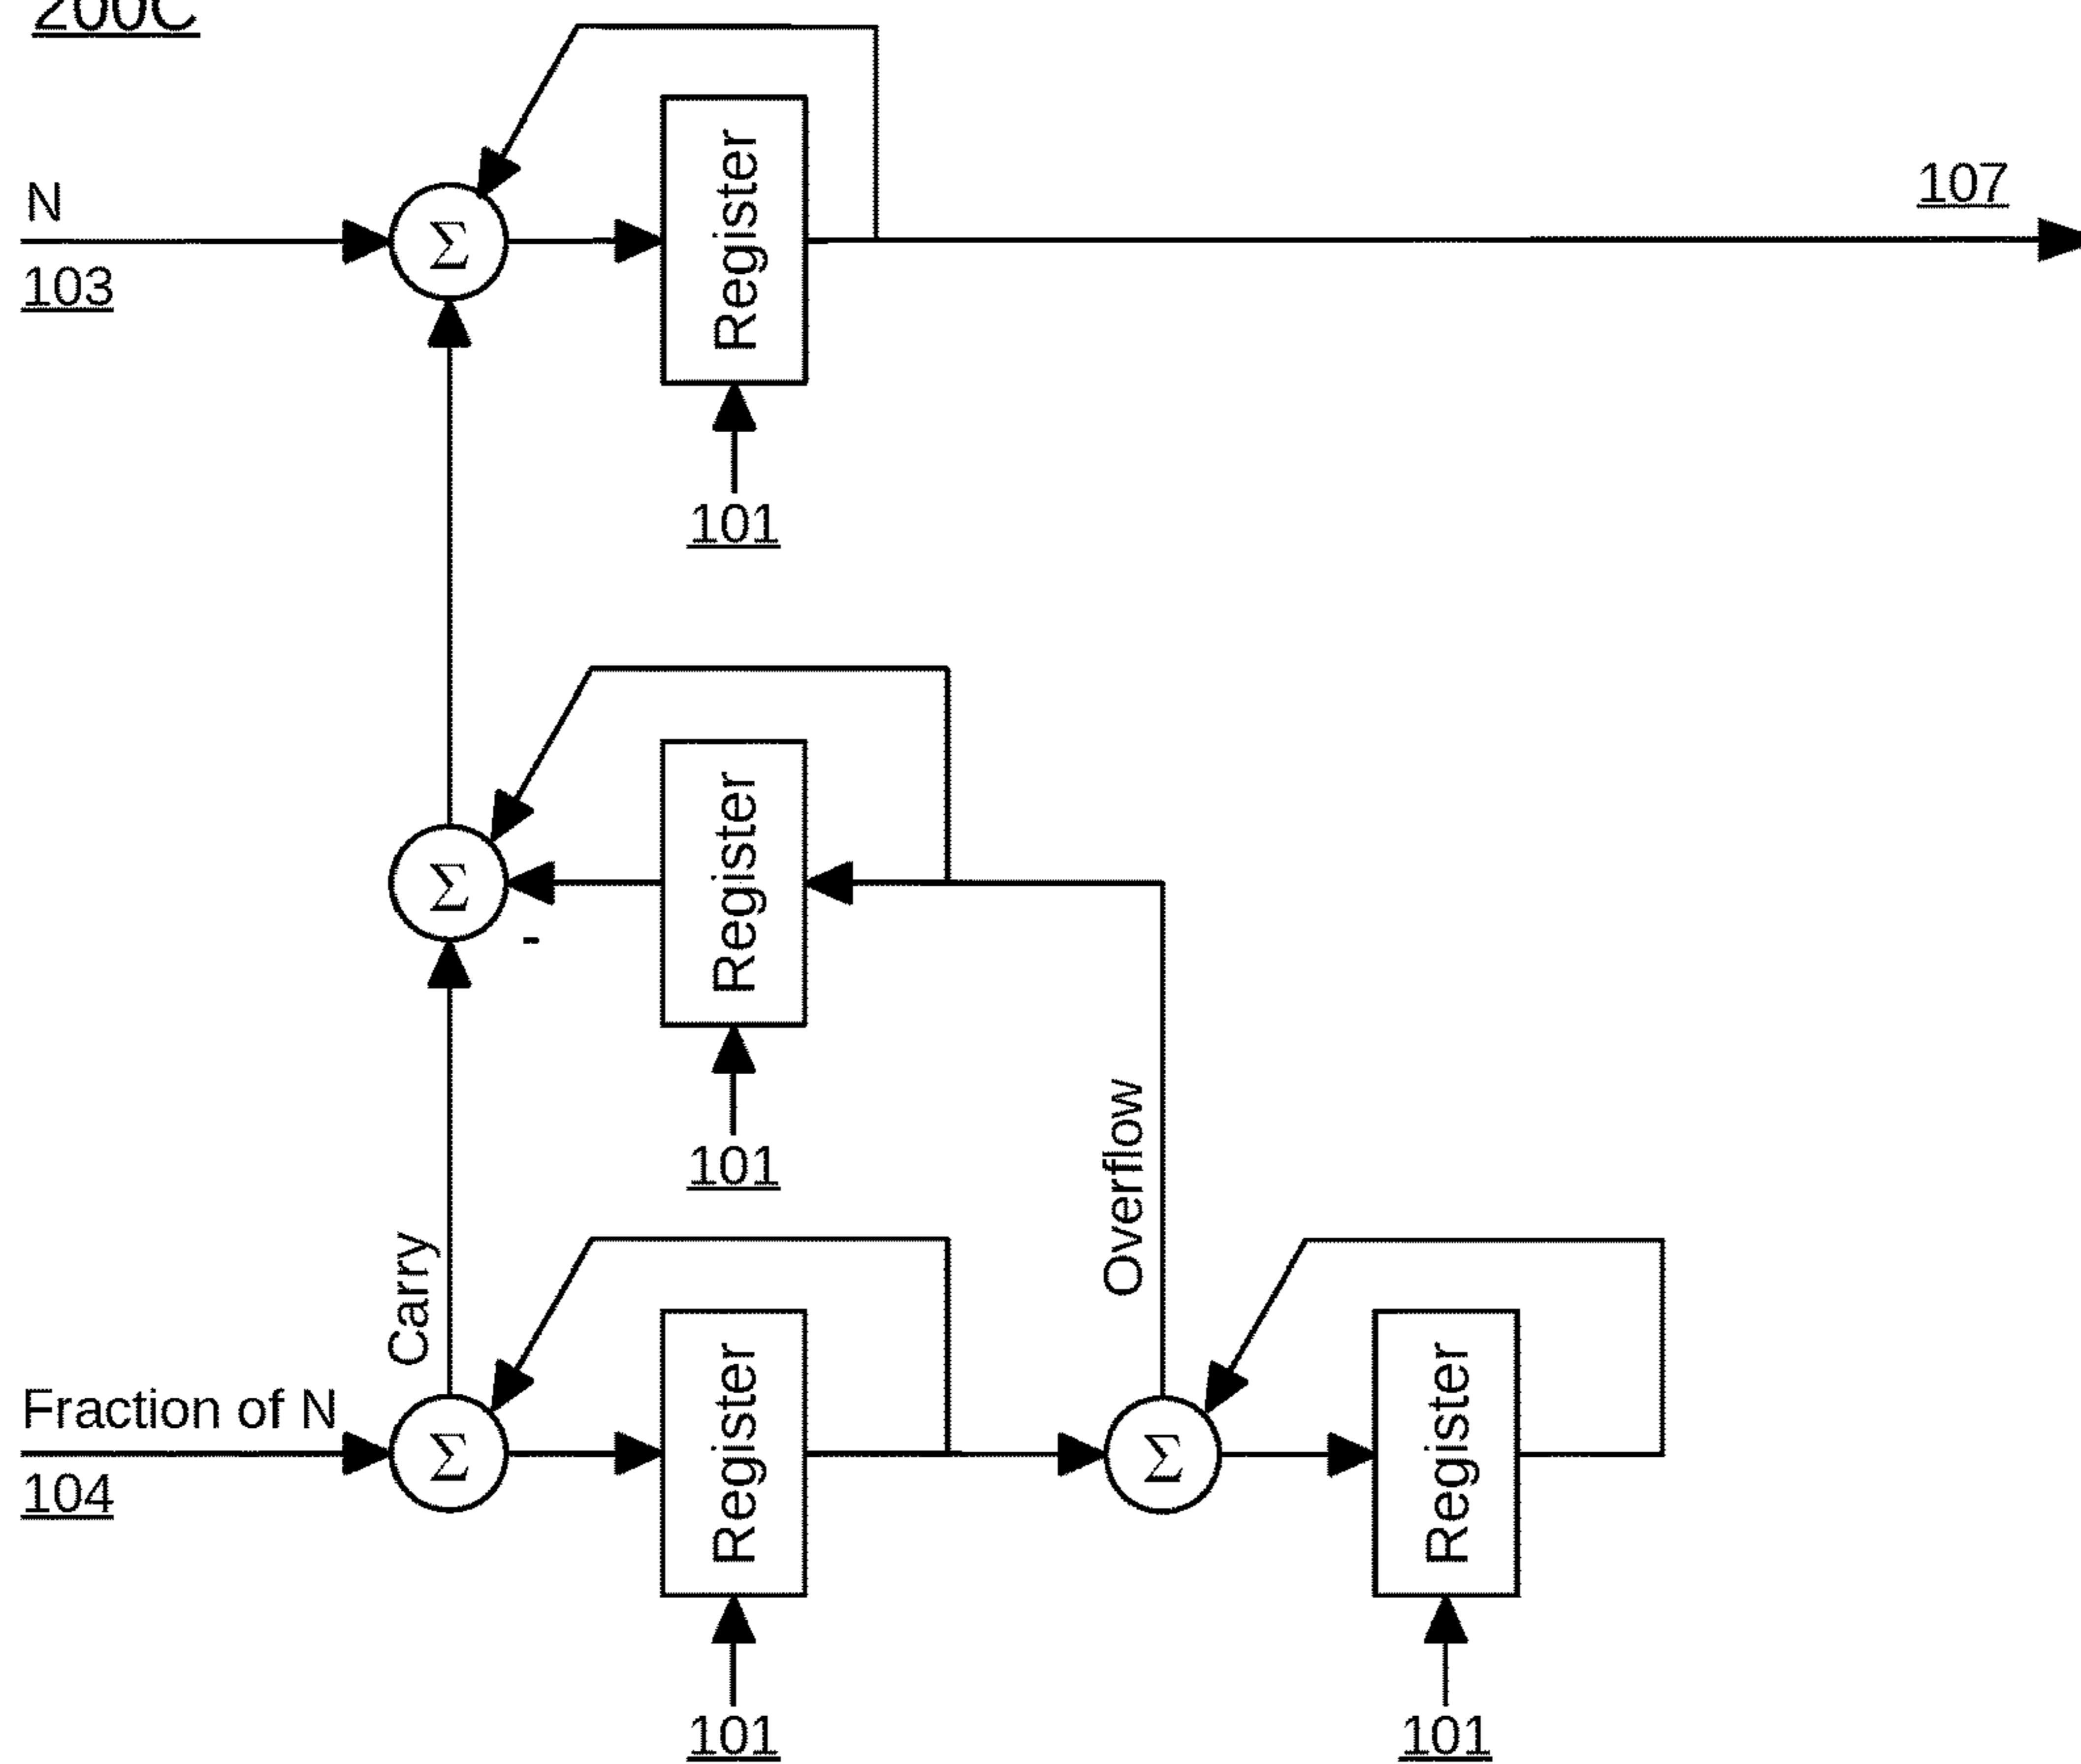 200C
N
107
Σ
Register
103
101
Σ
Register
-
101
Overflow
Carry
Fraction of N
Σ
Register
Σ
Register
104
101
101